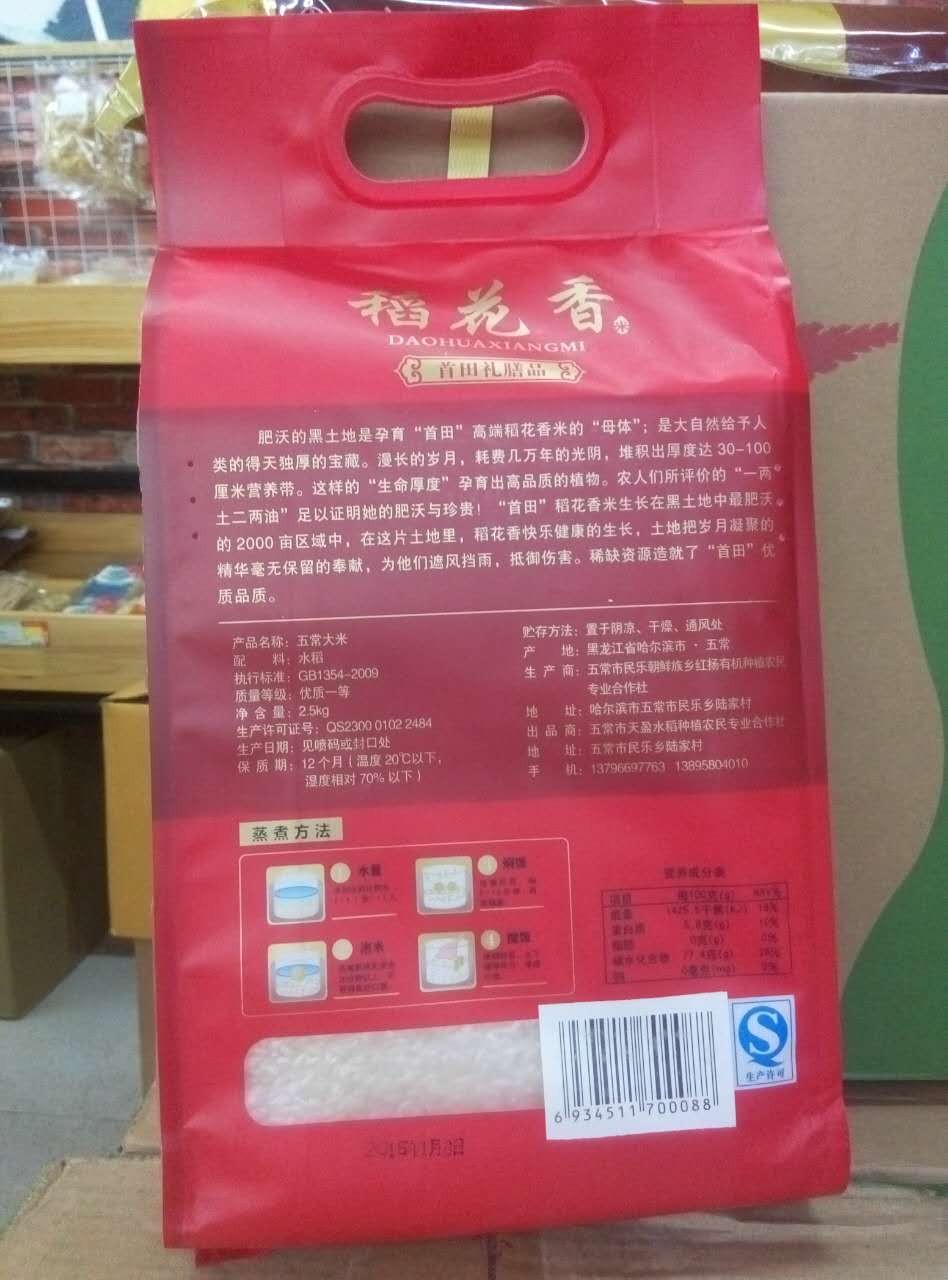 稻花香米
DAOHUAXIANGMI
首田礼膳品
肥沃的黑土地是孕育“首田”高端稻花香米的“母体”；是大自然给予人
类的得天独厚的宝藏。漫长的岁月，耗费几万年的光阴，堆积出厚度达 30-100
厘米营养带。这样的“生命厚度”孕育出高品质的植物。农人们所评价的“一两
土二两油”足以证明她的肥沃与珍贵！“首田”稻花香米生长在黑土地中最肥沃
的 2000 亩区域中，在这片土地里，稻花香快乐健康的生长，土地把岁月凝聚的
精华毫无保留的奉献，为他们遮风挡雨，抵御伤害。稀缺资源造就了“首田”优
质品质。
产品名称：五常大米
配 料：水稻
执行标准：GB1354-2009
质量等级：优质一等
净 含 量：2.5kg
生产许可证号：QS2300 0102 2484
生产日期：见喷码或封口处
保 质 期：12 个月（温度 20℃以下，
湿度相对 70% 以下）
贮存方法：置于阴凉、干燥、通风处
产 地：黑龙江省哈尔滨市·五常
生 产 商：五常市民乐朝鲜族乡红杨有机种植农民
专业合作社
地 址：哈尔滨市五常市民乐乡陆家村
出 品 商：五常市天盈水稻种植农民专业合作社
地 址：五常市民乐乡陆家村
手 机：13796697763 13895804010
蒸煮方法
1 水量
焖饭
泡米
4 搅饭
营养成分表
项目 每100克(g) NRV%
能量 1425.5千焦(KJ)
蛋白质
脂肪 0克(g) 0%
碳水化合物
钠 0毫克(mg) 0%
6 934511 700088
生产许可